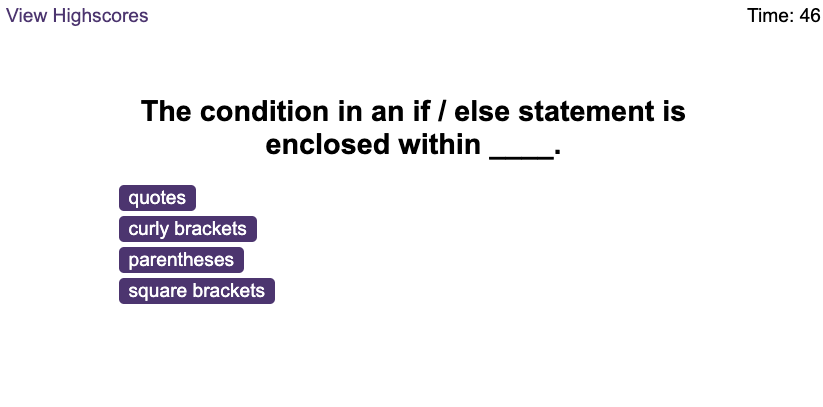 View Highscores
Time: 46
The condition in an if / else statement is
enclosed within ____.
quotes
curly brackets
parentheses
square brackets